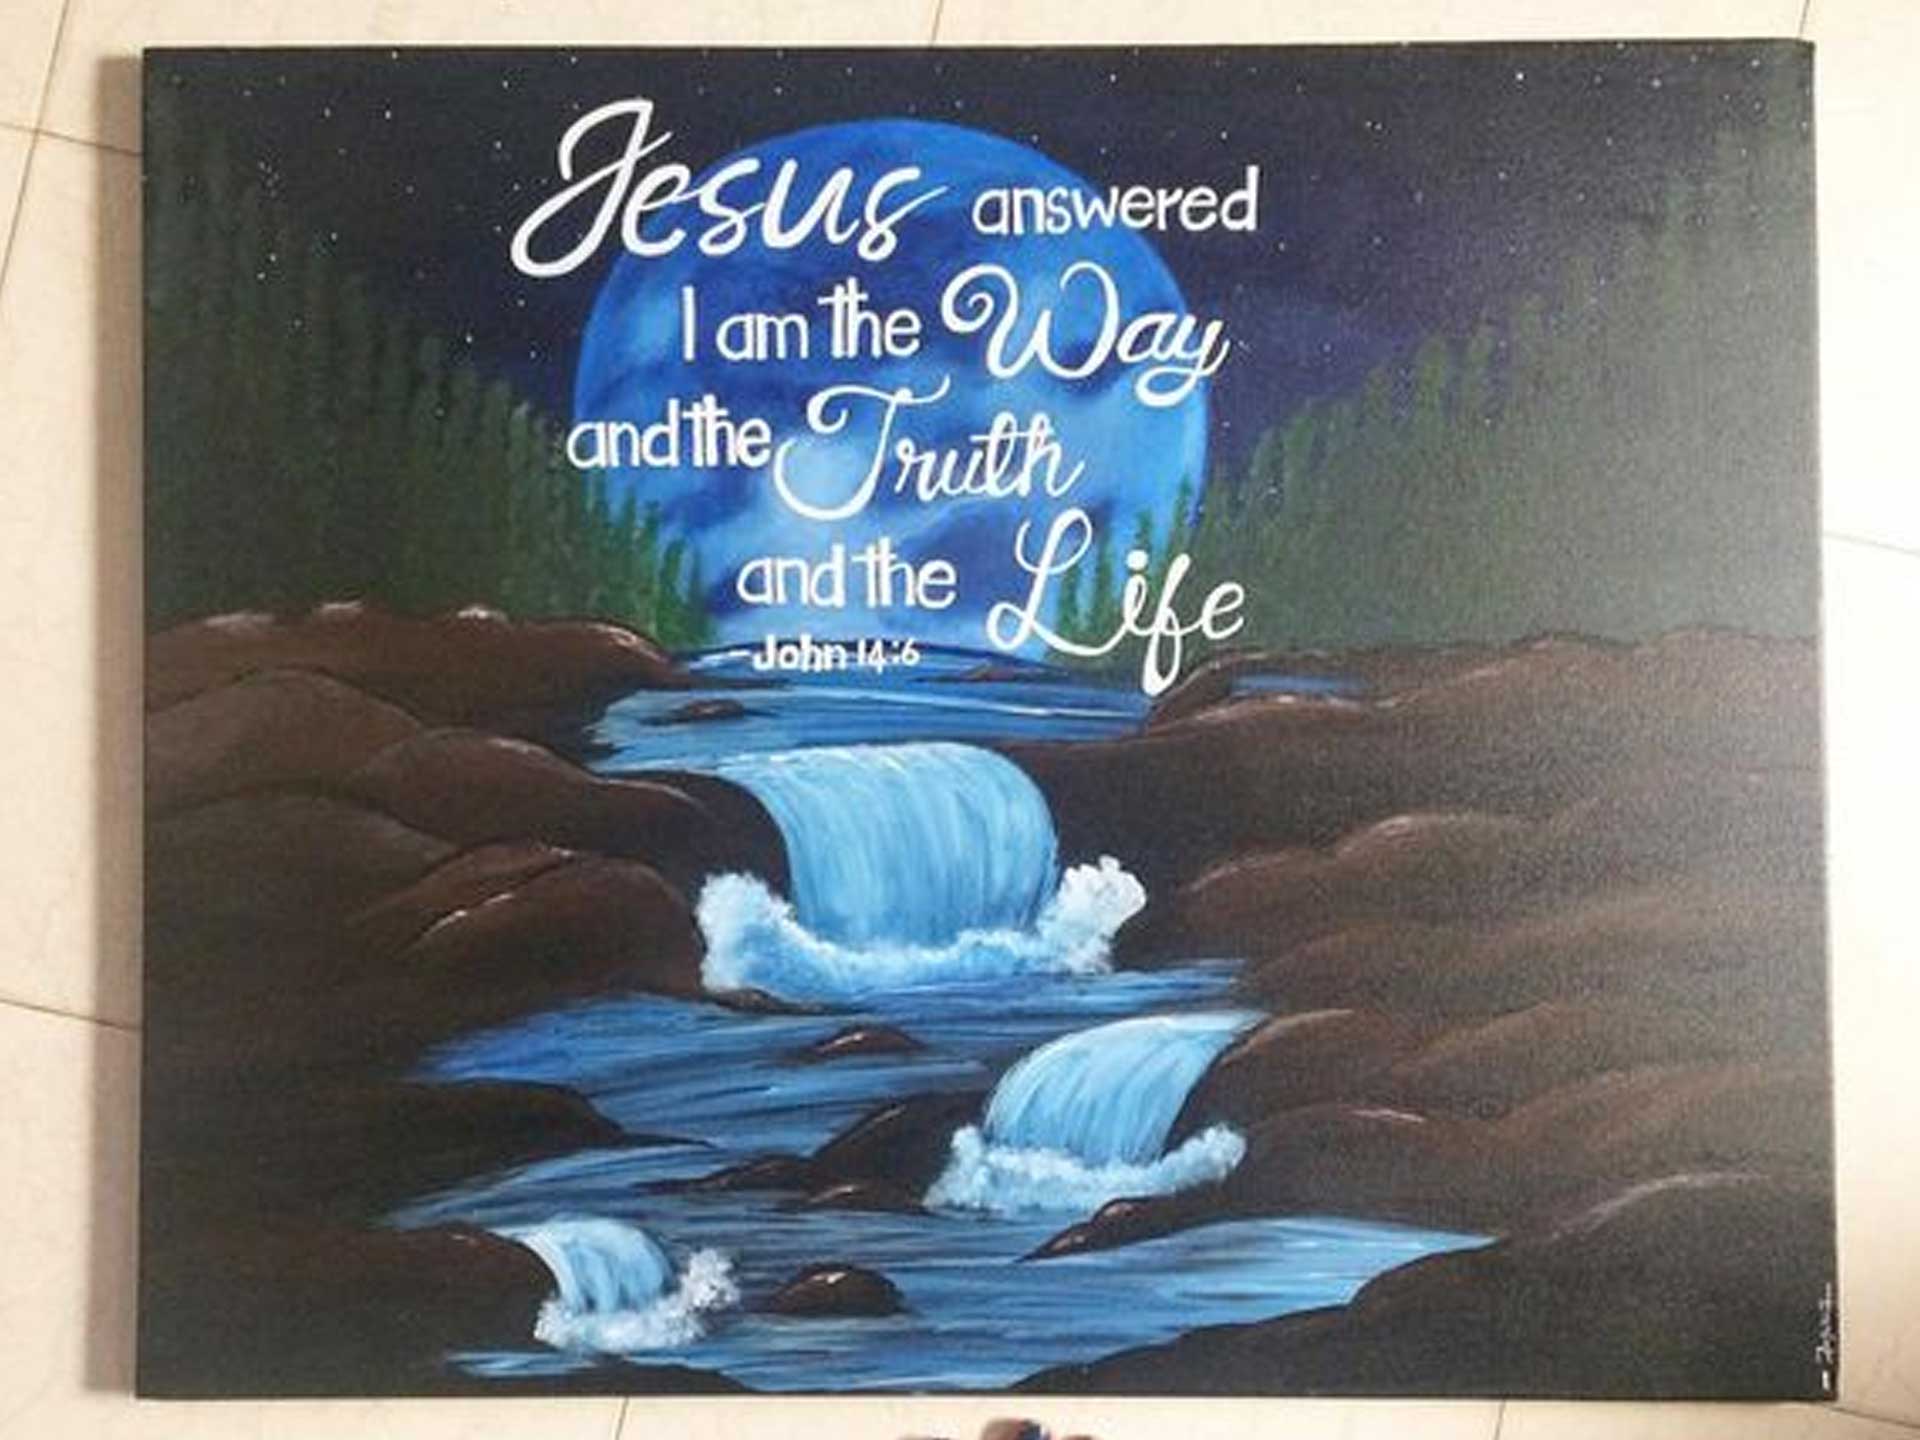 Jesus answered
I am the Way
and the Truth
and the Life
-John 14:6